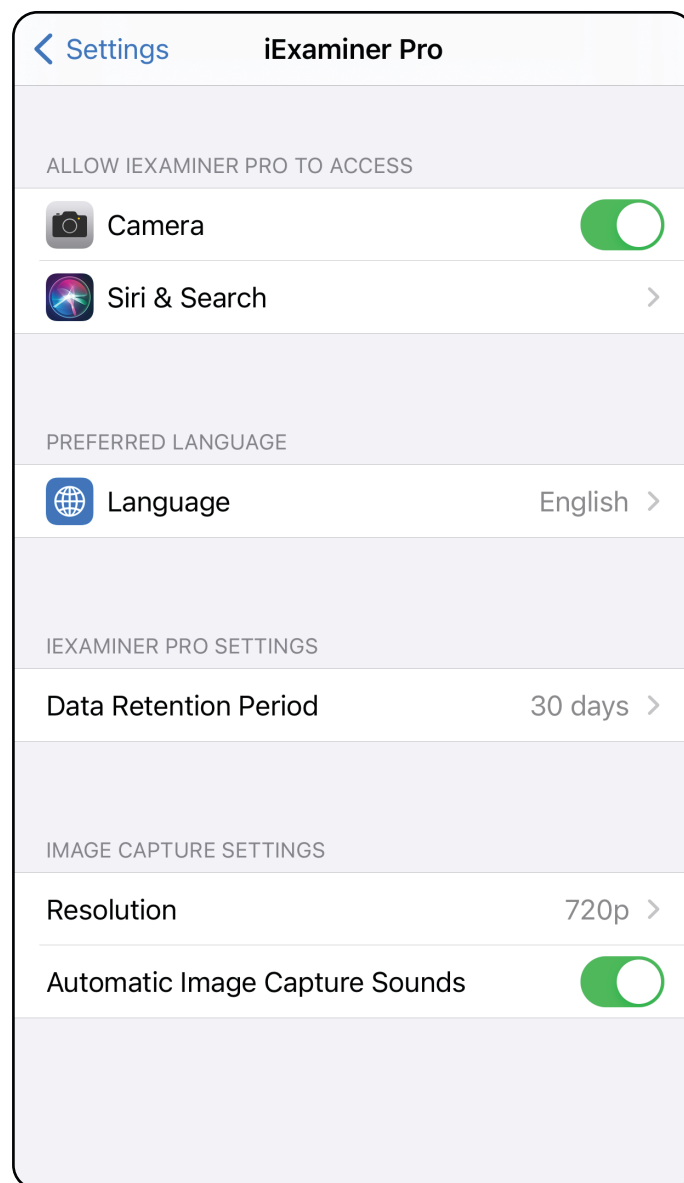 Settings iExaminer Pro
ALLOW IEXAMINER PRO TO ACCESS
Camera
Siri & Search
PREFERRED LANGUAGE
Language English
IEXAMINER PRO SETTINGS
Data Retention Period 30 days
IMAGE CAPTURE SETTINGS
Resolution 720p
Automatic Image Capture Sounds